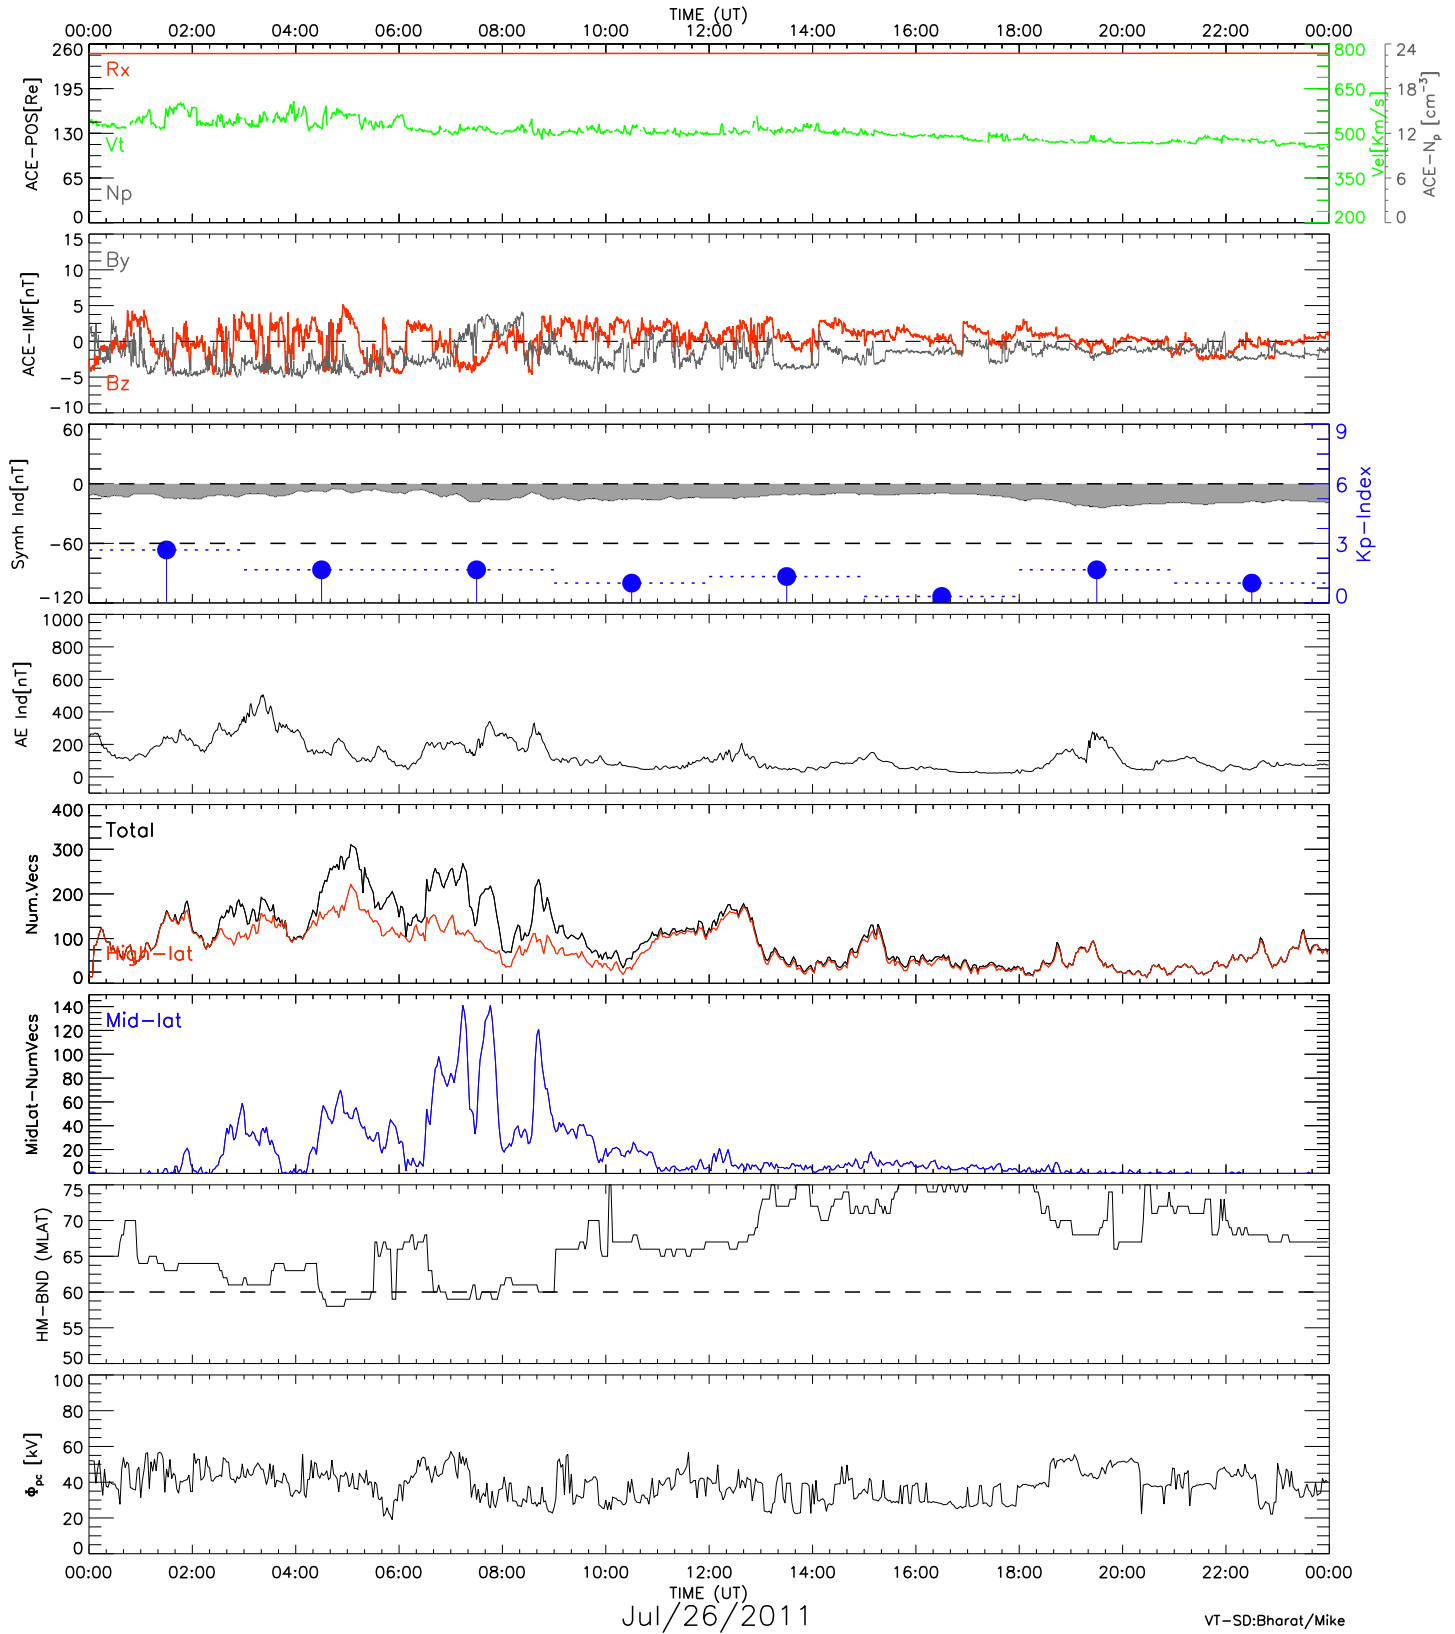 TIME (UT)
00:00 02:00 04:00 06:00 08:00 10:00 12:00 14:00 16:00 18:00 20:00 22:00 00:00
ACE-POS[Re]
260
195
130
65
0
Rx
Vt
Np
800
650
500
350
200
Vel[Km/s]
24
18
12
6
0
ACE-Np [cm-3]
ACE-IMF[nT]
15
10
5
0
-5
-10
By
Bz
Symh Ind[nT]
60
0
-60
-120
9
6
3
0
Kp-Index
AE Ind[nT]
1000
800
600
400
200
0
Num.Vecs
400
300
200
100
0
Total
High-lat
MidLat-NumVecs
140
120
100
80
60
40
20
0
Mid-lat
HM-BND (MLAT)
75
70
65
60
55
50
Φpc [kV]
100
80
60
40
20
0
00:00 02:00 04:00 06:00 08:00 10:00 12:00 14:00 16:00 18:00 20:00 22:00 00:00
TIME (UT)
Jul/26/2011
VT-SD:Bharat/Mike